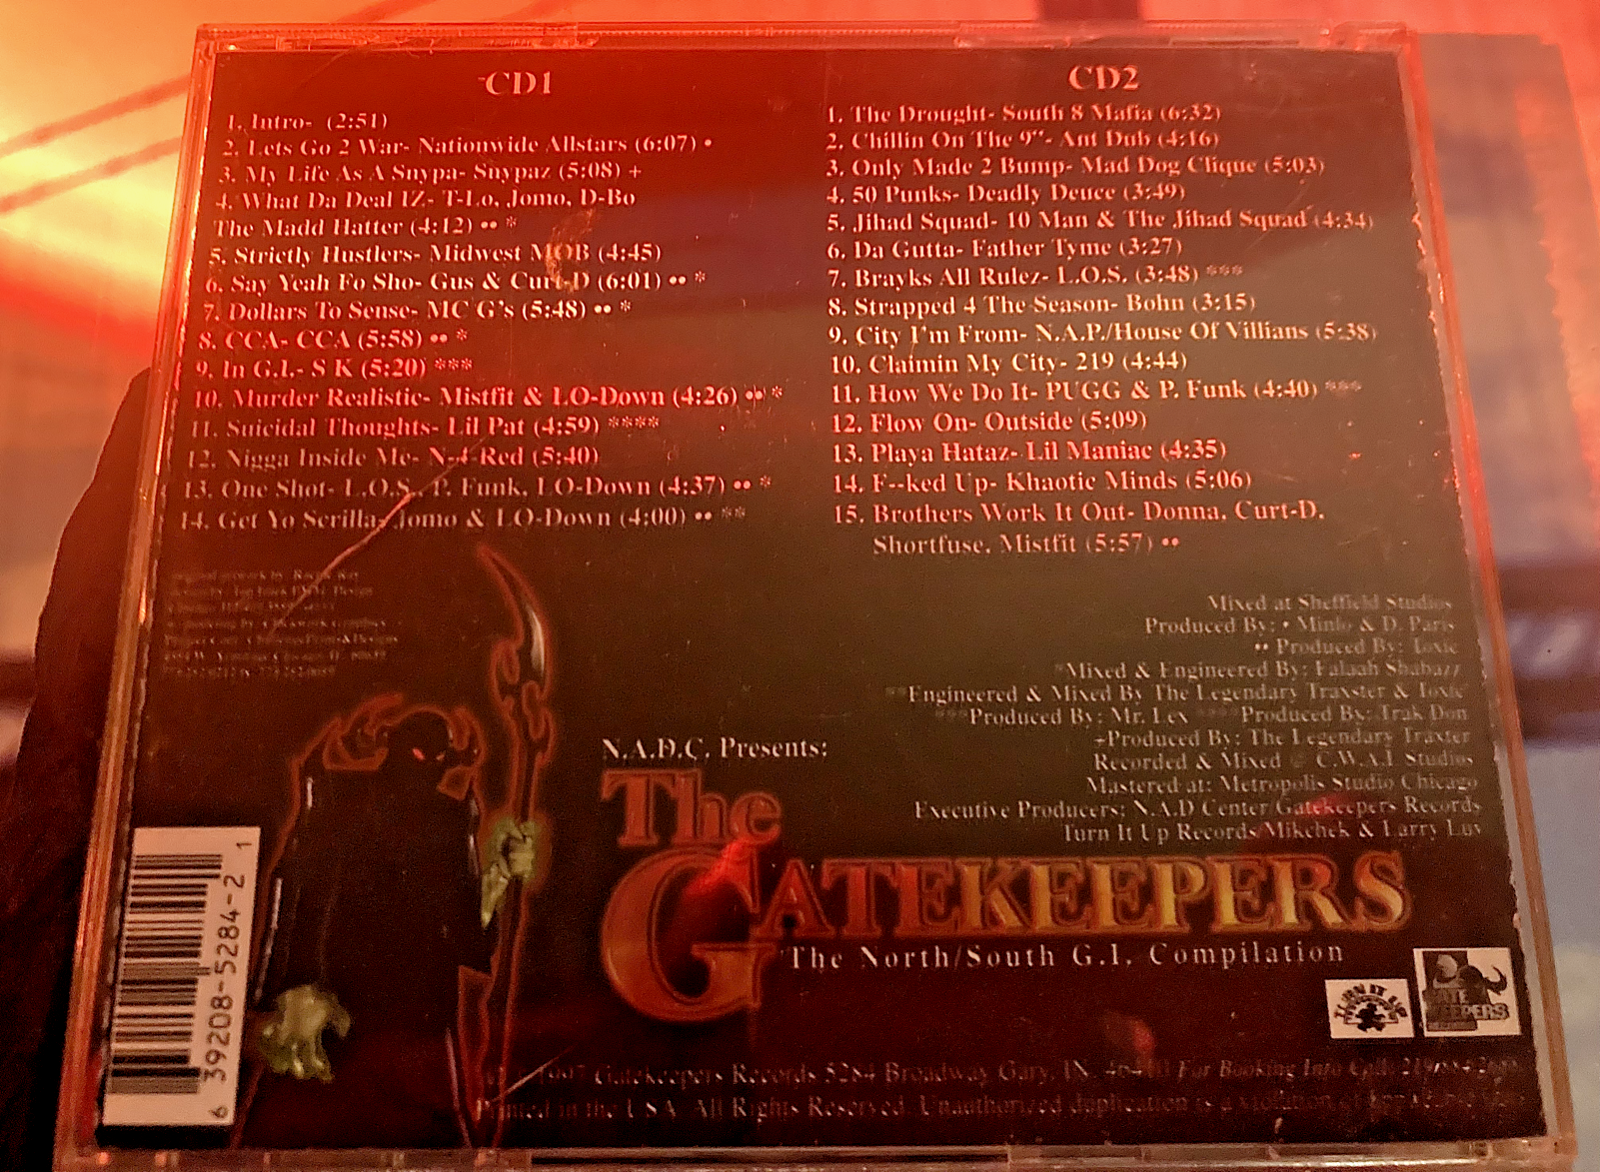 CD1
1. Intro- (2:51)
2. Lets Go 2 War- Nationwide Allstars (6:07) •
3. My Life As A Snypa- Snypaz (5:08) +
4. What Da Deal IZ- T-Lo, Jomo, D-Bo
The Madd Hatter (4:12) •• *
5. Strictly Hustlers- Midwest MOB (4:45)
6. Say Yeah Fo Sho- Gus & Curt-D (6:01) •• *
7. Dollars To Sense- MC G's (5:48) •• *
8. CCA- CCA (5:58) •• *
9. In G.I.- S K (5:20) ***
10. Murder Realistic- Mistfit & LO-Down (4:26) •• *
11. Suicidal Thoughts- Lil Pat (4:59) ****
12. Nigga Inside Me- N-4-Red (5:40)
13. One Shot- L.O.S., P. Funk, LO-Down (4:37) •• *
14. Get Yo Scrilla- Jomo & LO-Down (4:00) •• **
CD2
1. The Drought- South 8 Mafia (6:32)
2. Chillin On The 9"- Ant Dub (4:16)
3. Only Made 2 Bump- Mad Dog Clique (5:03)
4. 50 Punks- Deadly Deuce (3:49)
5. Jihad Squad- 10 Man & The Jihad Squad (4:34)
6. Da Gutta- Father Tyme (3:27)
7. Brayks All Rulez- L.O.S. (3:48) ***
8. Strapped 4 The Season- Bohn (3:15)
9. City I'm From- N.A.P./House Of Villians (5:38)
10. Claimin My City- 219 (4:44)
11. How We Do It- PUGG & P. Funk (4:40) ***
12. Flow On- Outside (5:09)
13. Playa Hataz- Lil Maniac (4:35)
14. F--ked Up- Khaotic Minds (5:06)
15. Brothers Work It Out- Donna, Curt-D,
Shortfuse, Mistfit (5:57) ••
Mixed at Sheffield Studios
Produced By: • Minlo & D. Paris
•• Produced By: Toxic
*Mixed & Engineered By: Falaah Shabazz
**Engineered & Mixed By The Legendary Traxster & Toxic
***Produced By: Mr. Lex ****Produced By: Trak Don
+Produced By: The Legendary Traxter
Recorded & Mixed @ C.W.A.L Studios
Mastered at: Metropolis Studio Chicago
Executive Producers; N.A.D Center/Gatekeepers Records
Turn It Up Records/Mikchek & Larry Luv
N.A.D.C. Presents:
The
GATEKEEPERS
The North/South G.I. Compilation
TURN IT UP
GATE
KEEPERS
6 39208-5284-2 1
1997 Gatekeepers Records 5284 Broadway Gary, IN. For Booking Info Call:
Printed in the USA. All Rights Reserved. Unauthorized duplication is a violation of